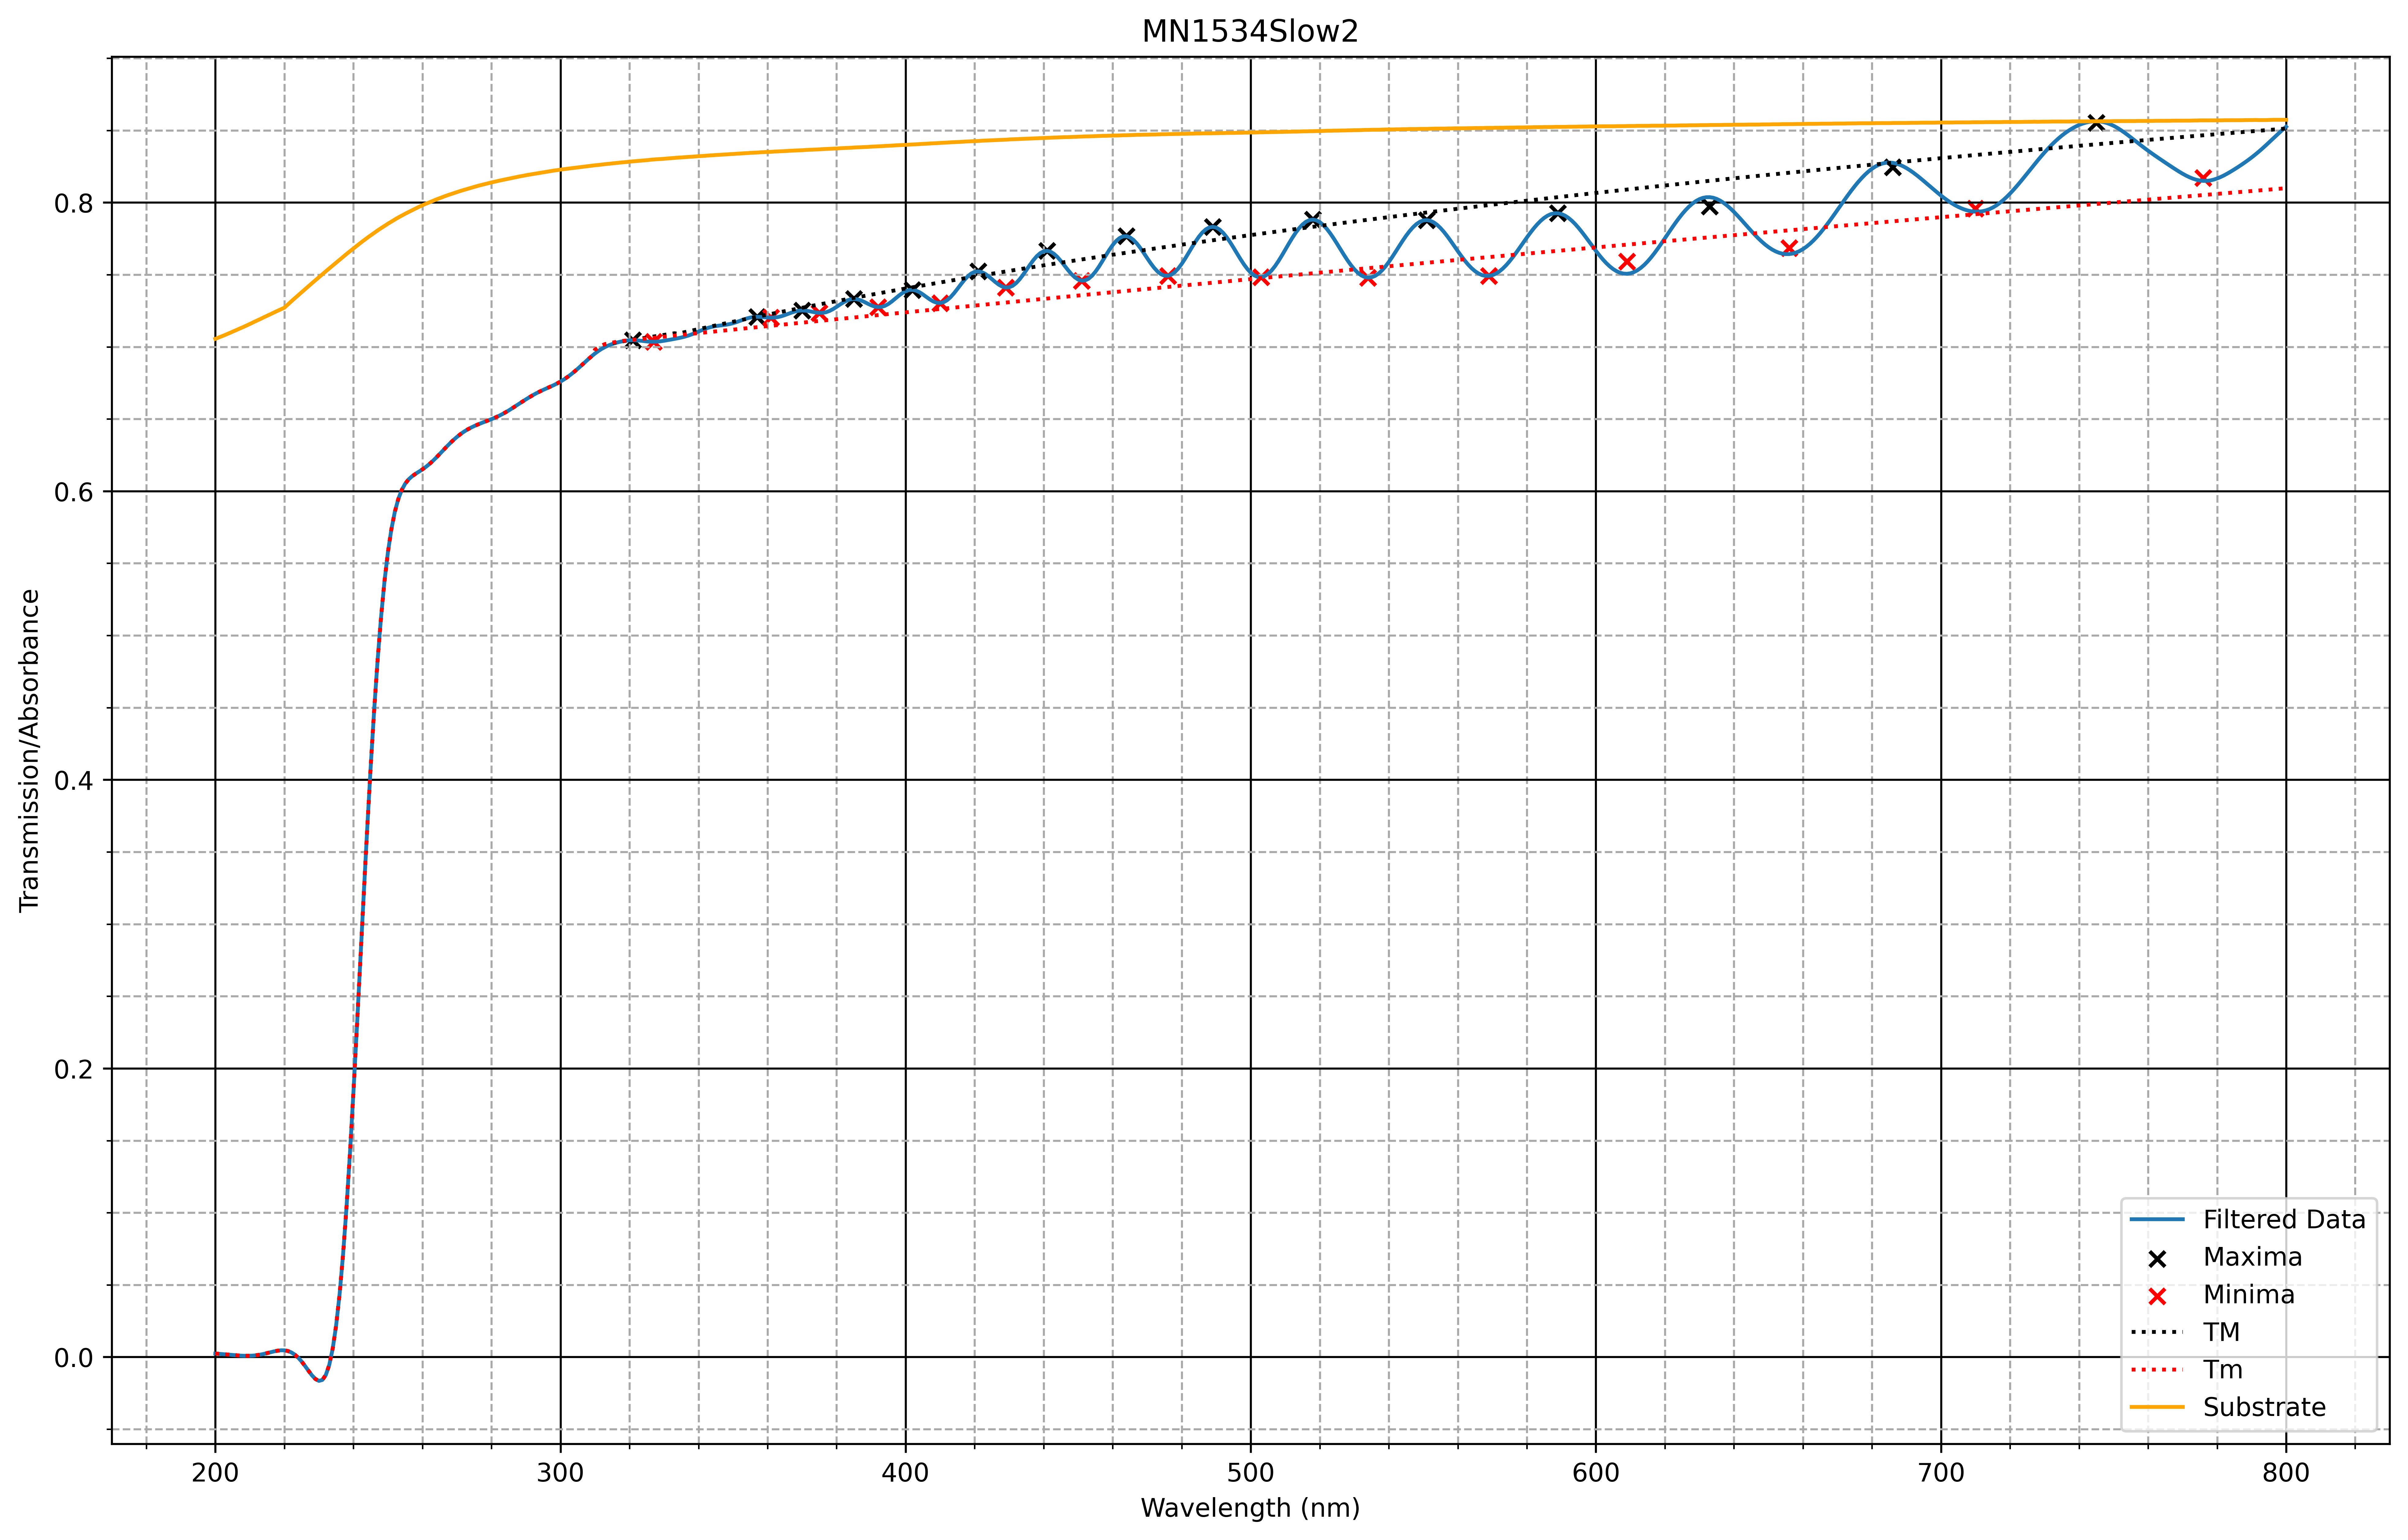 MN1534Slow2
Transmission/Absorbance
0.8
0.6
0.4
0.2
0.0
200
300
400
500
600
700
800
Wavelength (nm)
Filtered Data
Maxima
Minima
TM
Tm
Substrate